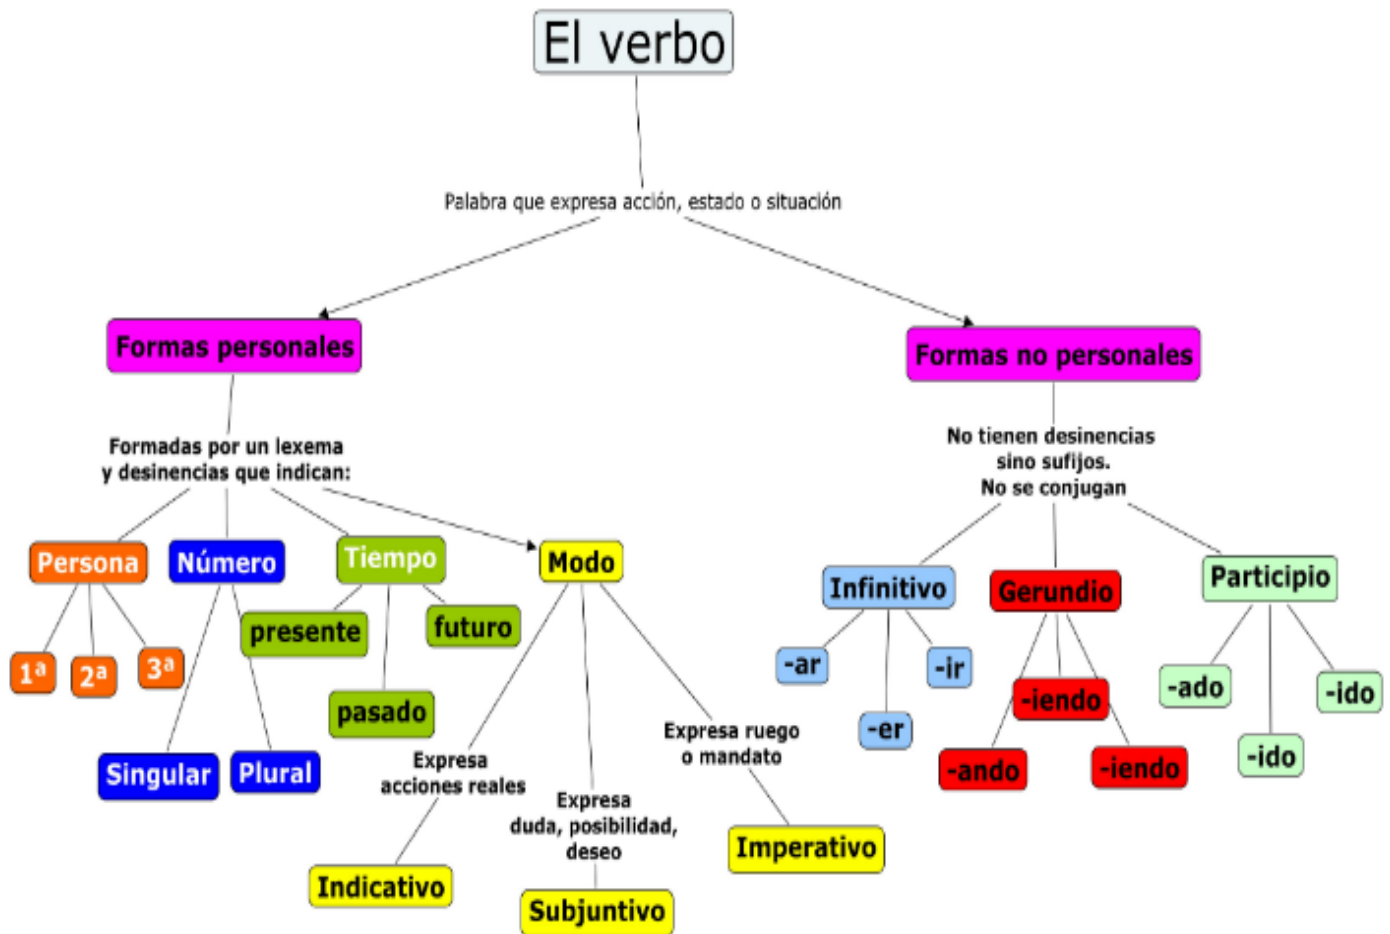 El verbo
Palabra que expresa acción, estado o situación
Formas personales
Formas no personales
Formadas por un lexema
y desinencias que indican:
No tienen desinencias
sino sufijos.
No se conjugan
Persona
Número
Tiempo
Modo
Infinitivo
Gerundio
Participio
1ª
2ª
3ª
Singular
Plural
presente
pasado
futuro
Expresa
acciones reales
Indicativo
Expresa
duda, posibilidad,
deseo
Subjuntivo
Expresa ruego
o mandato
Imperativo
-ar
-er
-ir
-ando
-iendo
-iendo
-ado
-ido
-ido